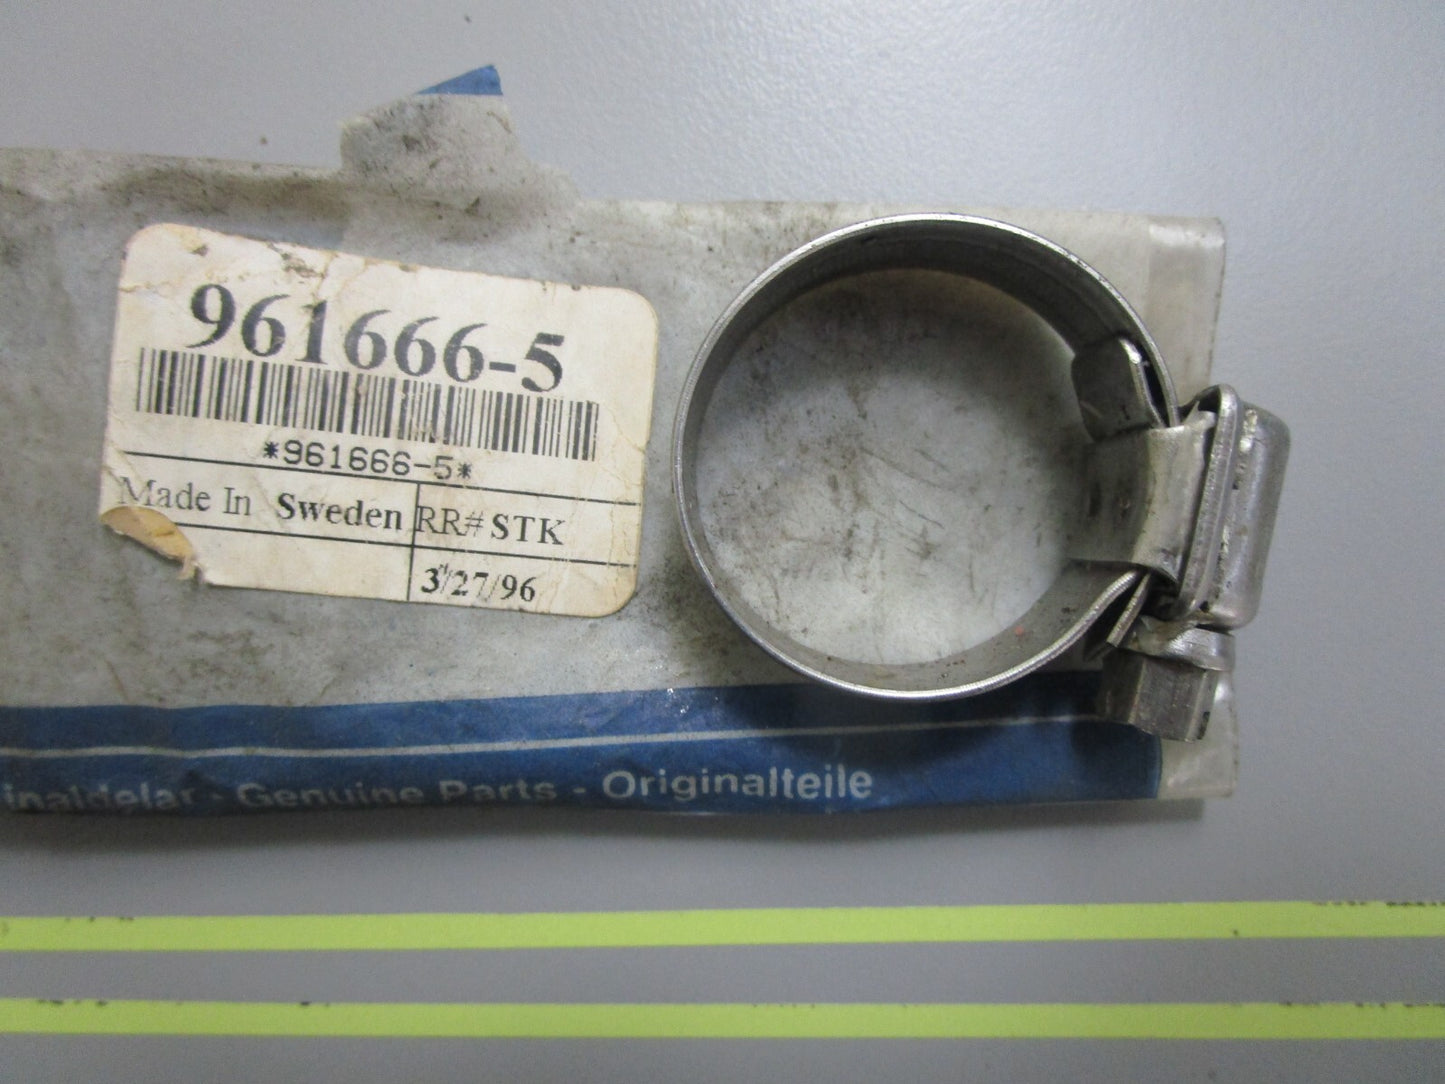 961666-5
*961666-5*
Made In Sweden RR# STK
3/27/96
inaldelar - Genuine Parts - Originalteile